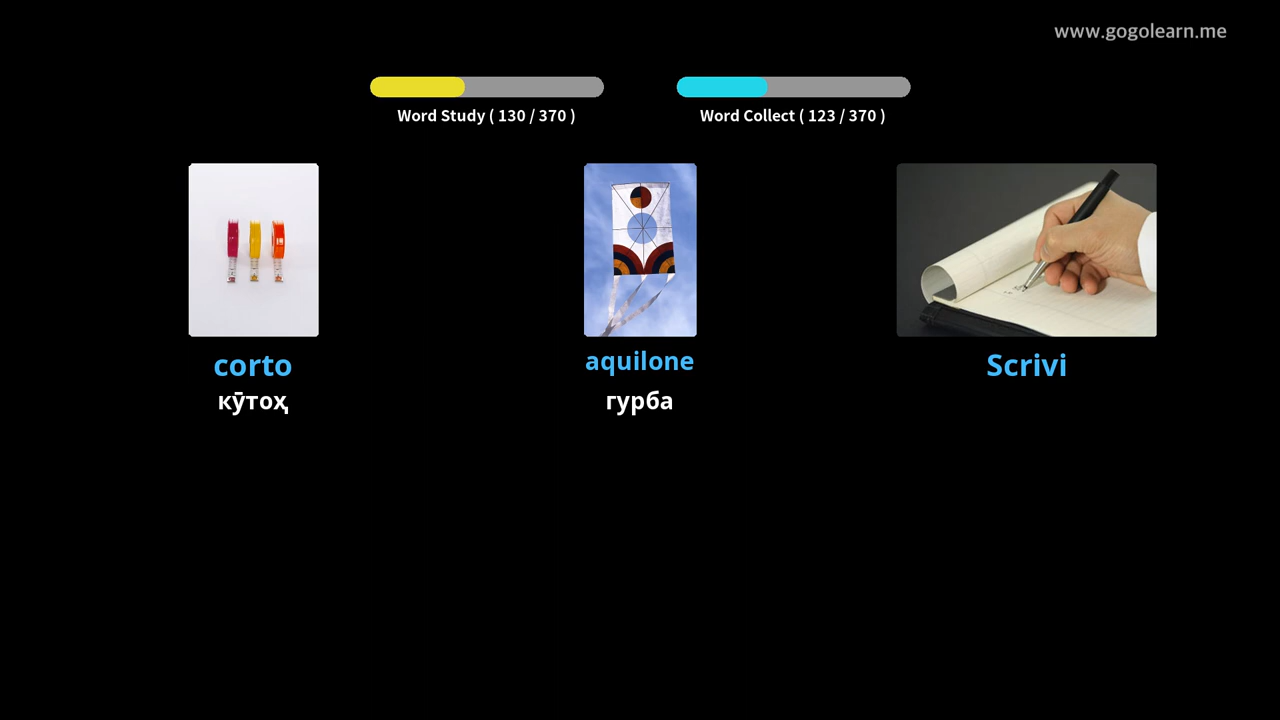 www.gogolearn.me
Word Study ( 130 / 370 )
Word Collect ( 123 / 370 )
corto
кӯтоҳ
aquilone
гурба
Scrivi